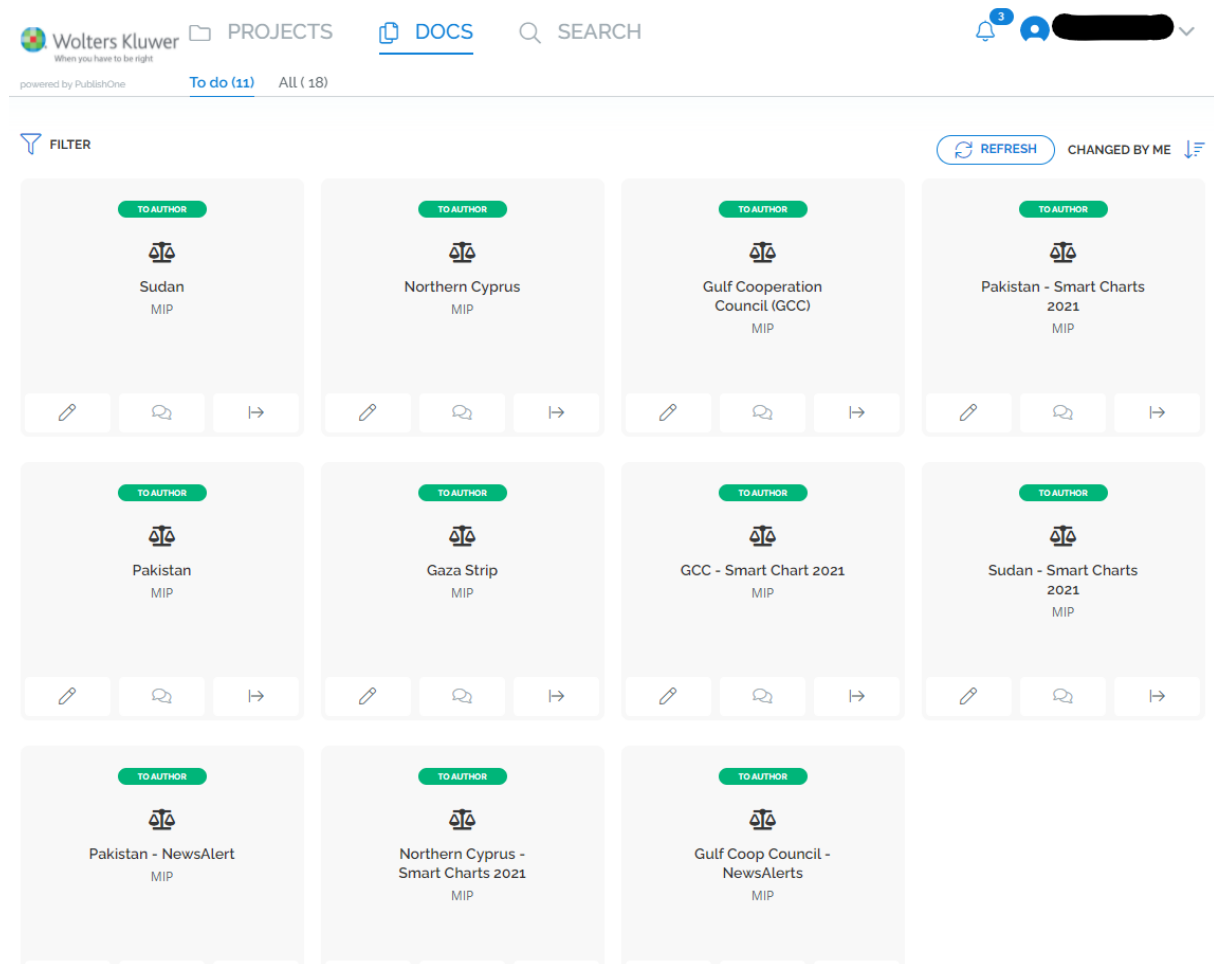 Wolters Kluwer
When you have to be right
powered by PublishOne
PROJECTS
DOCS
SEARCH
3
To do (11)
All ( 18)
FILTER
REFRESH
CHANGED BY ME
TO AUTHOR
Sudan
MIP
TO AUTHOR
Northern Cyprus
MIP
TO AUTHOR
Gulf Cooperation
Council (GCC)
MIP
TO AUTHOR
Pakistan - Smart Charts
2021
MIP
TO AUTHOR
Pakistan
MIP
TO AUTHOR
Gaza Strip
MIP
TO AUTHOR
GCC - Smart Chart 2021
MIP
TO AUTHOR
Sudan - Smart Charts
2021
MIP
TO AUTHOR
Pakistan - NewsAlert
MIP
TO AUTHOR
Northern Cyprus -
Smart Charts 2021
MIP
TO AUTHOR
Gulf Coop Council -
NewsAlerts
MIP